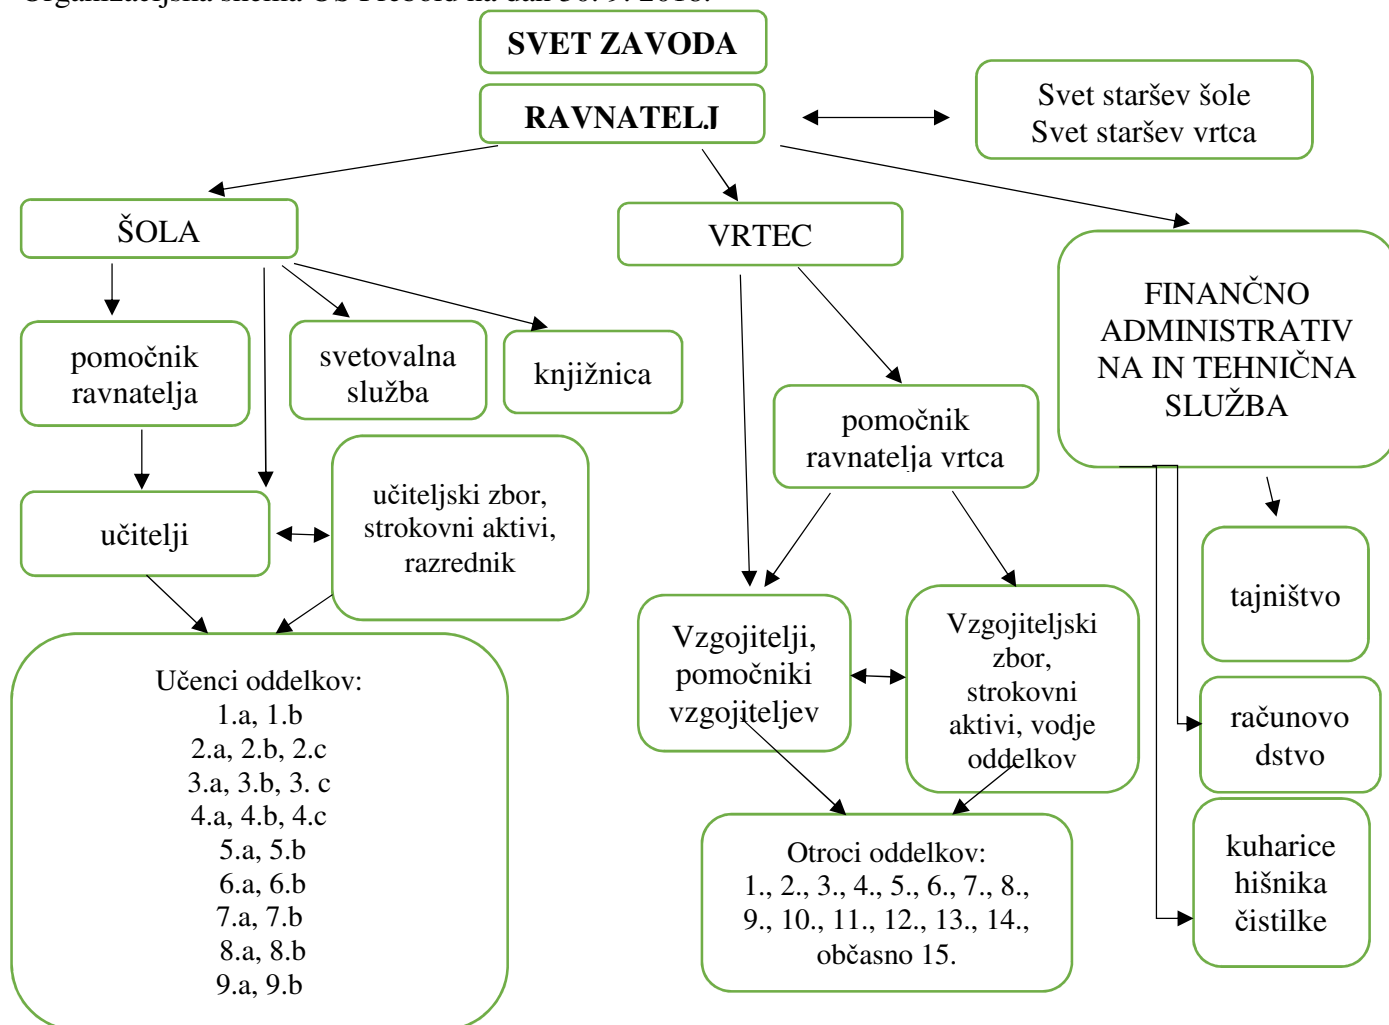 SVET ZAVODA
RAVNATELJ
Svet staršev šole
Svet staršev vrtca
ŠOLA
VRTEC
FINANČNO
ADMINISTRATIV
NA IN TEHNIČNA
SLUŽBA
pomočnik
ravnatelja
svetovalna
služba
knjižnica
pomočnik
ravnatelja vrtca
učitelji
učiteljski zbor,
strokovni aktivi,
razrednik
tajništvo
Vzgojitelji,
pomočniki
vzgojiteljev
Vzgojiteljski
zbor,
strokovni
aktivi, vodje
oddelkov
računovo
dstvo
Učenci oddelkov:
1.a, 1.b
2.a, 2.b, 2.c
3.a, 3.b, 3. c
4.a, 4.b, 4.c
5.a, 5.b
6.a, 6.b
7.a, 7.b
8.a, 8.b
9.a, 9.b
Otroci oddelkov:
1., 2., 3., 4., 5., 6., 7., 8.,
9., 10., 11., 12., 13., 14.,
občasno 15.
kuharice
hišnika
čistilke